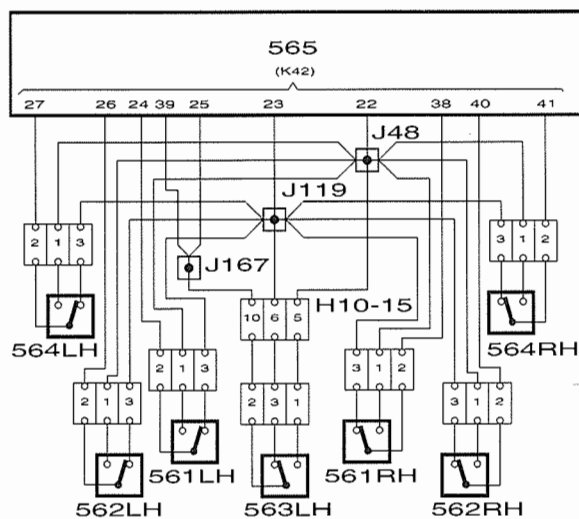 565
(K42)
27 26 24 39 25 23 22 38 40 41
J48
J119
2 1 3
3 1 2
J167
H10-15
10 6 5
564LH
564RH
2 1 3
3 1 2
2 1 3
2 3 1
3 1 2
561LH
561RH
563LH
562LH
562RH